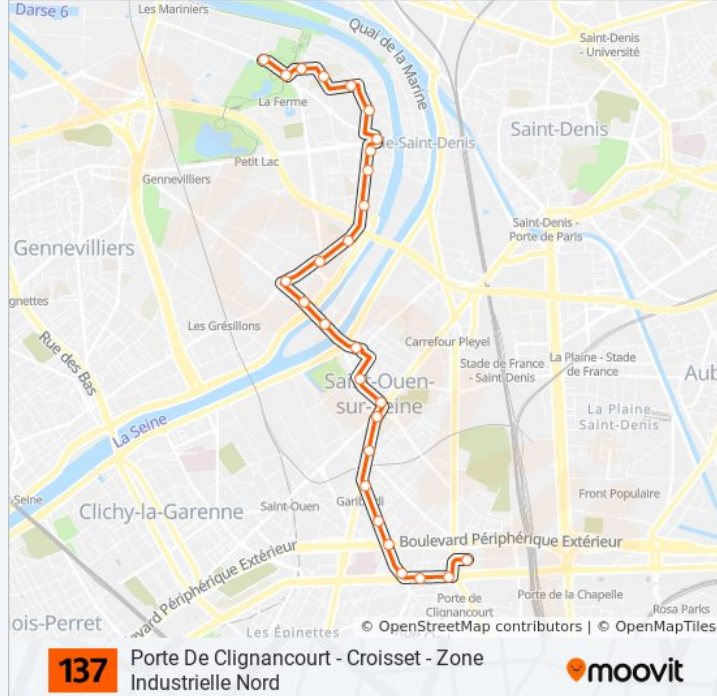 Darse 6
Les Mariniers
Quai de la Marine
Saint-Denis
- Université
La Ferme
Saint-Denis
le-Saint-Denis
Petit Lac
Gennevilliers
Saint-Denis -
Porte de Paris
Gennevilliers
gnettes
Les Grésillons
Rue des Bas
Carrefour Pleyel
Stade de France
- Saint Denis
La Plaine - Stade
de France
Aub
Saint-Ouen-
sur-Seine
La Seine
La Plaine
Saint-Denis
Seine
Clichy-la-Garenne
Saint-Ouen
Garibaldi
Front Populaire
Boulevard Périphérique Extérieur
vard Périphérique Extérieur
Porte de
Clignancourt
Porte de la Chapelle
Rosa Parks
ois-Perret
Les Épinettes
© OpenStreetMap contributors | © OpenMapTiles
137
Porte De Clignancourt - Croisset - Zone
Industrielle Nord
moovit